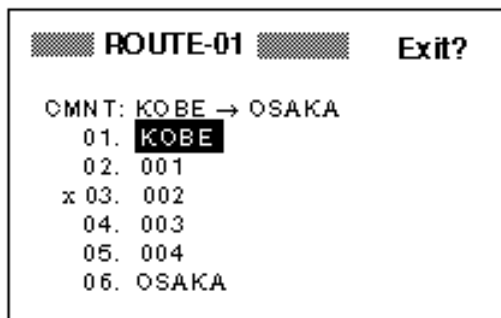 ROUTE-01 Exit?
CMNT: KOBE → OSAKA
01. KOBE
02. 001
x 03. 002
04. 003
05. 004
06. OSAKA